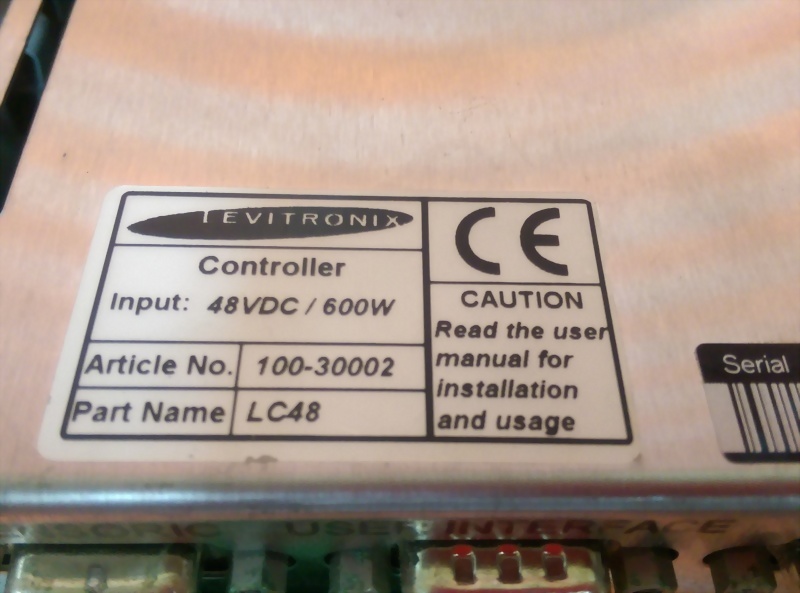 LEVITRONIX
CE
Controller
Input: 48VDC / 600W
CAUTION
Read the user
manual for
installation
and usage
Article No. 100-30002
Part Name LC48
Serial
USER INTERFACE